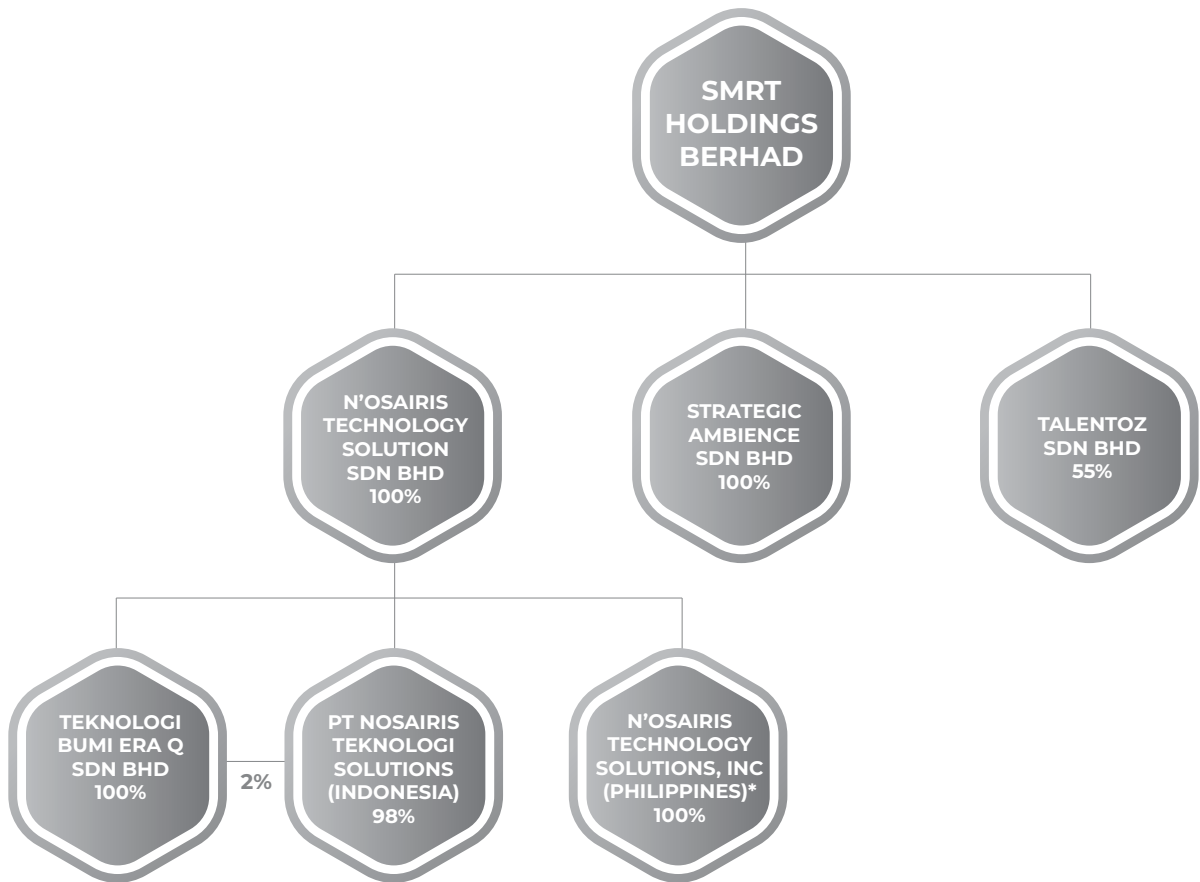 SMRT
HOLDINGS
BERHAD
N’OSAIRIS
TECHNOLOGY
SOLUTION
SDN BHD
100%
STRATEGIC
AMBIENCE
SDN BHD
100%
TALENTOZ
SDN BHD
55%
TEKNOLOGI
BUMI ERA Q
SDN BHD
100%
2%
PT NOSAIRIS
TEKNOLOGI
SOLUTIONS
(INDONESIA)
98%
N’OSAIRIS
TECHNOLOGY
SOLUTIONS, INC
(PHILIPPINES)*
100%